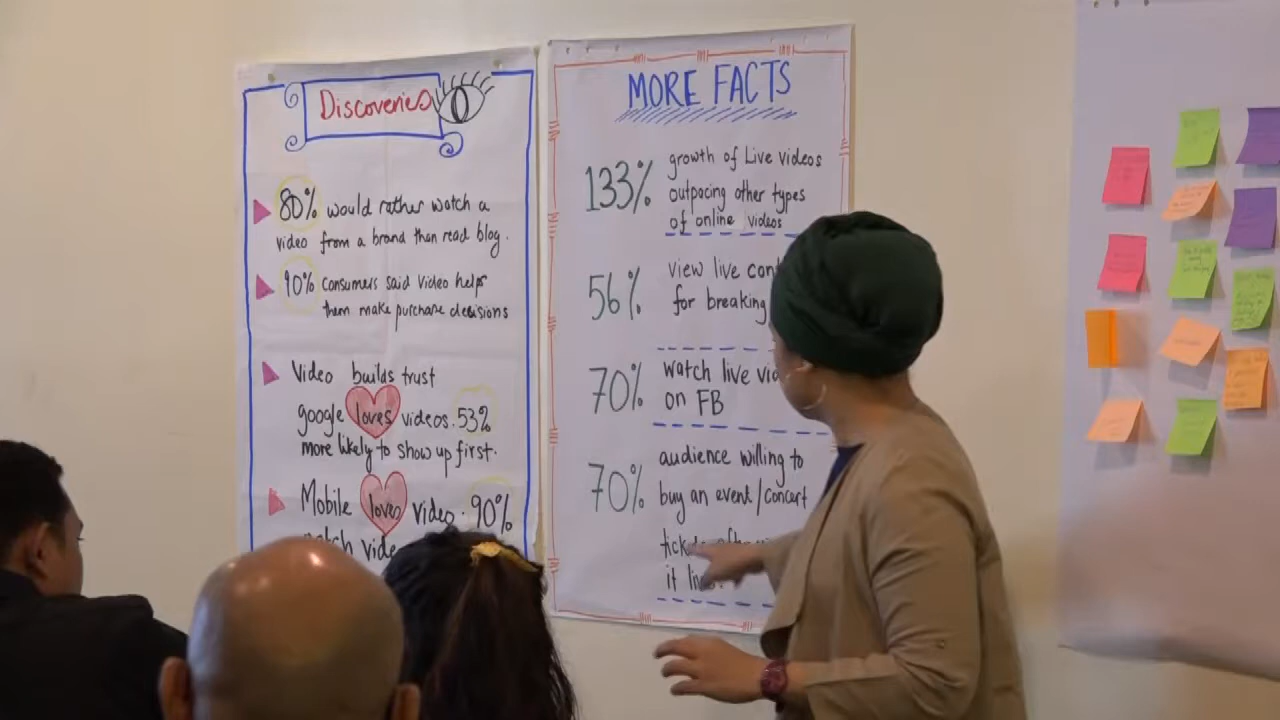 Discoveries
80% would rather watch a
video from a brand than read blog.
90% Consumers said video helps
them make purchase decisions
Video builds trust
google loves videos. 53%
more likely to show up first.
Mobile loves video. 90%
watch
MORE FACTS
133% growth of Live videos
outpacing other types
of online videos
56% view live
for breaking
70% watch live
on FB
70% audience willing to
buy an event/concert
it